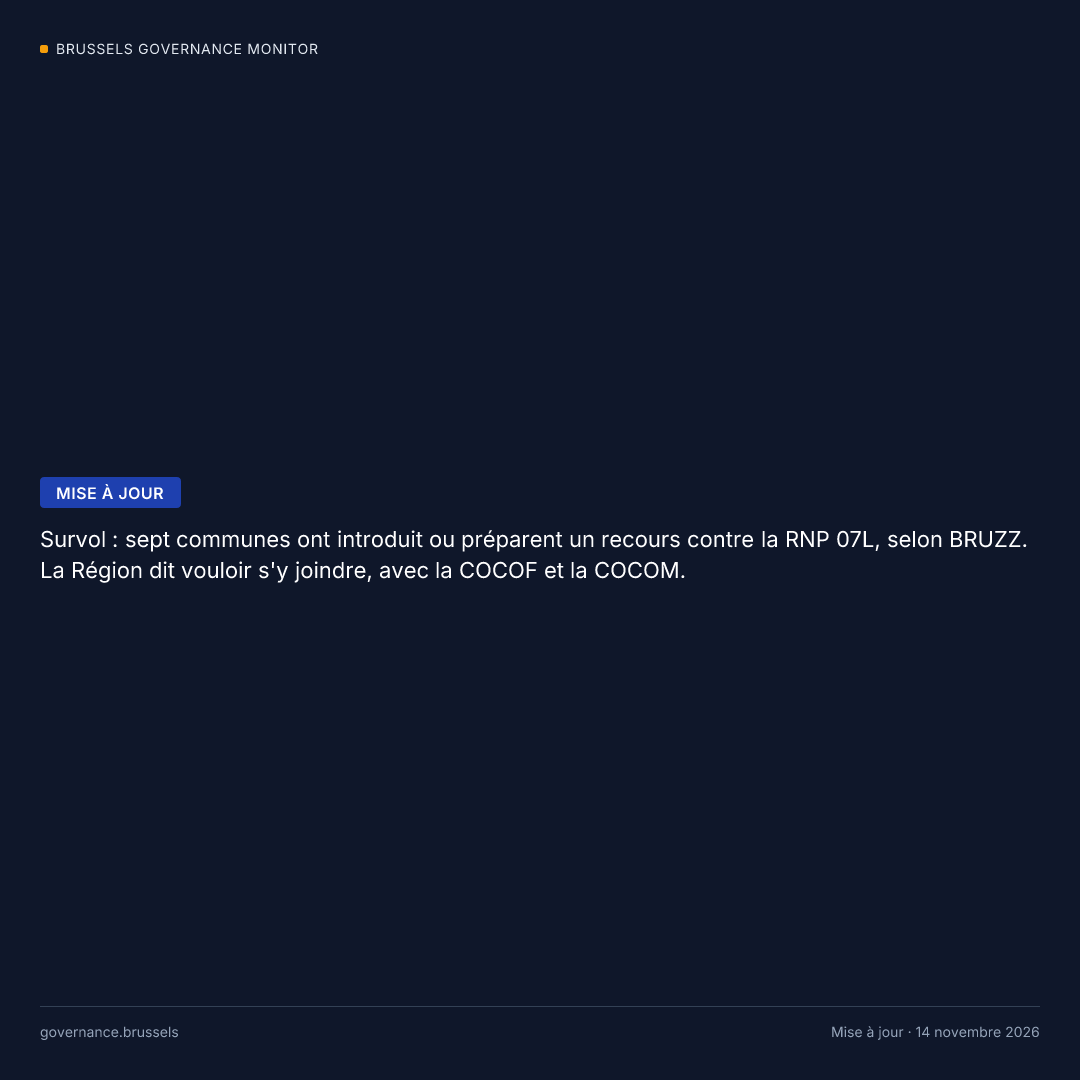 BRUSSELS GOVERNANCE MONITOR
MISE À JOUR
Survol : sept communes ont introduit ou préparent un recours contre la RNP 07L, selon BRUZZ.
La Région dit vouloir s'y joindre, avec la COCOF et la COCOM.
governance.brussels
Mise à jour · 14 novembre 2026